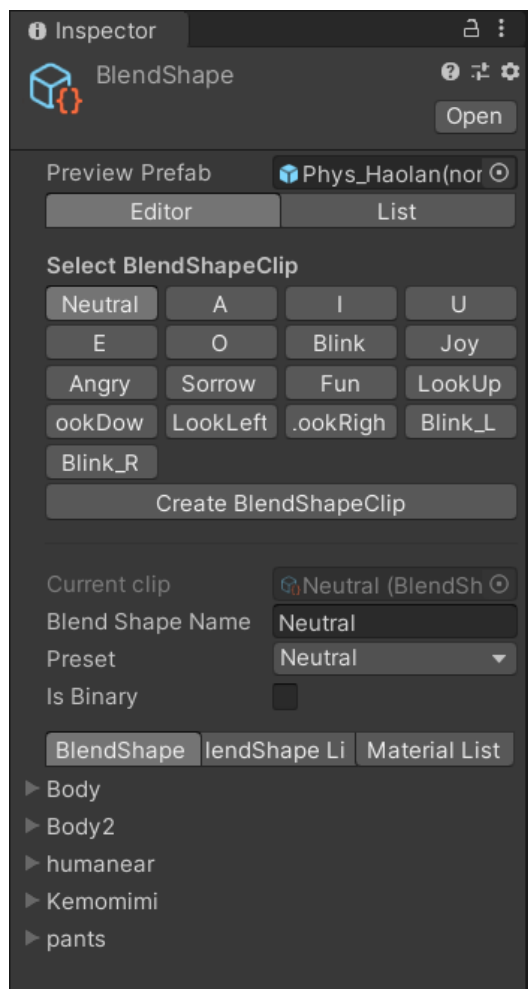 Inspector
BlendShape
Open
Preview Prefab Phys_Haolan(nor
Editor List
Select BlendShapeClip
Neutral A I U
E O Blink Joy
Angry Sorrow Fun LookUp
ookDow LookLeft .ookRigh Blink_L
Blink_R
Create BlendShapeClip
Current clip Neutral (BlendSh
Blend Shape Name Neutral
Preset Neutral
Is Binary
BlendShape lendShape Li Material List
Body
Body2
humanear
Kemomimi
pants